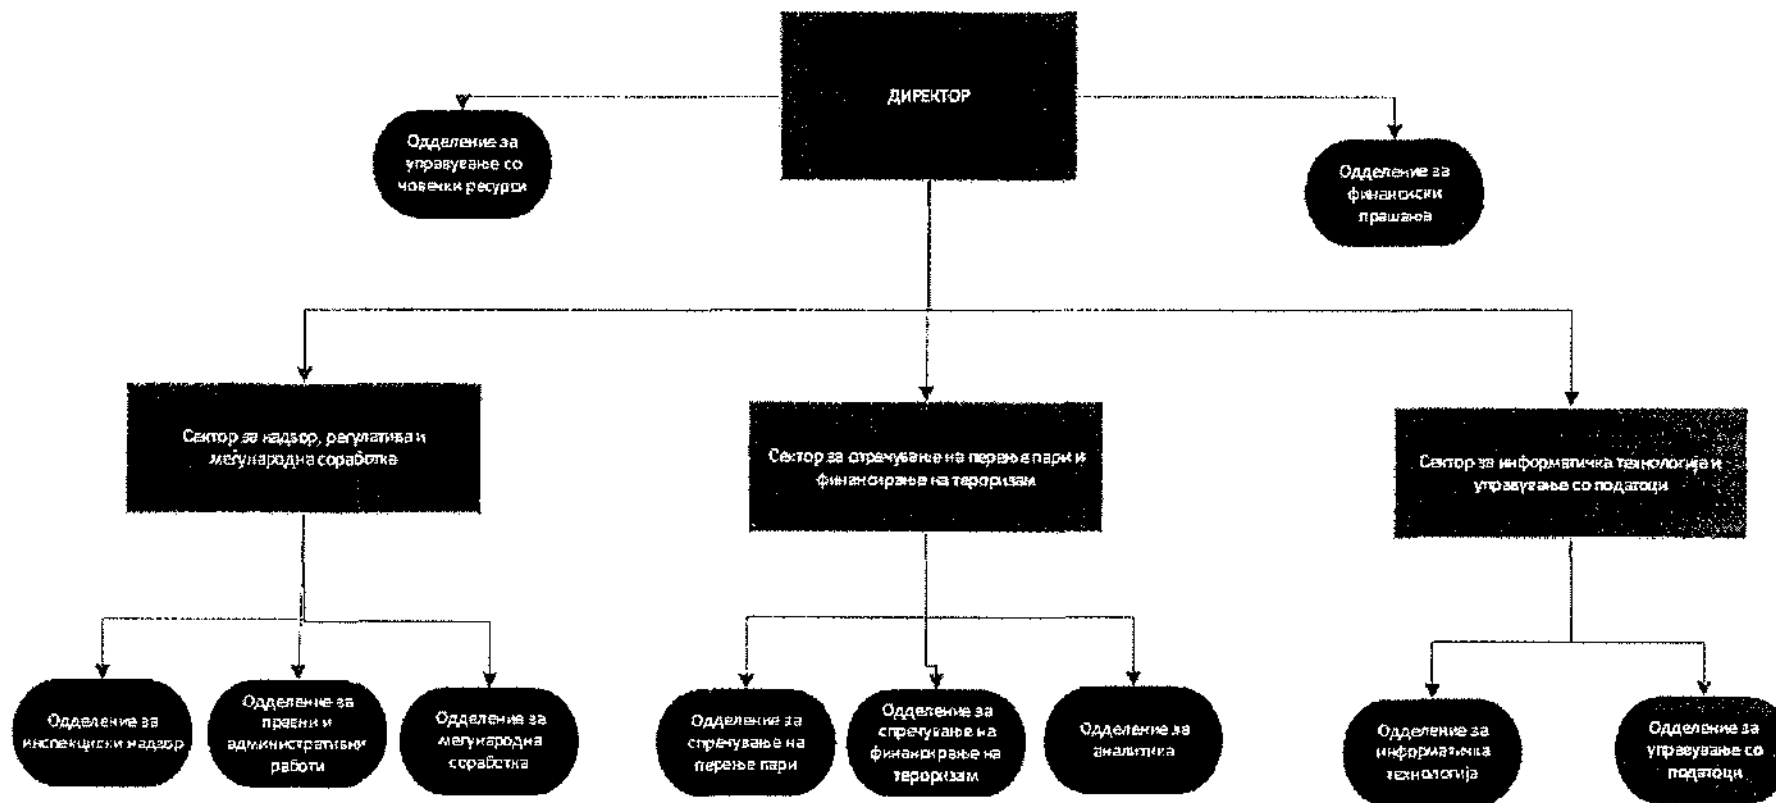 ДИРЕКТОР
Одделение за
управување со
човечки ресурси
Одделение за
финансиски
прашања
Сектор за надзор, регулатива и
меѓународна соработка
Сектор за спречување на перење пари и
финансирање на тероризам
Сектор за информатичка технологија и
управување со податоци
Одделение за
инспекциски надзор
Одделение за
правни и
административни
работи
Одделение за
меѓународна
соработка
Одделение за
спречување на
перење пари
Одделение за
спречување на
финансирање на
тероризам
Одделение за
аналитика
Одделение за
информатичка
технологија
Одделение за
управување со
податоци